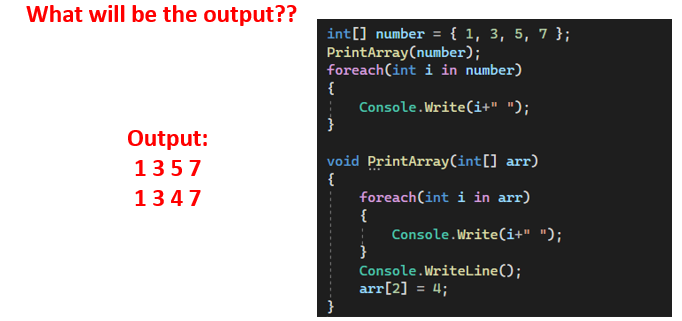 What will be the output??
Output:
1 3 5 7
1 3 4 7
int[] number = { 1, 3, 5, 7 };
PrintArray(number);
foreach(int i in number)
{
    Console.Write(i+" ");
}
void PrintArray(int[] arr)
{
    foreach(int i in arr)
    {
        Console.Write(i+" ");
    }
    Console.WriteLine();
    arr[2] = 4;
}